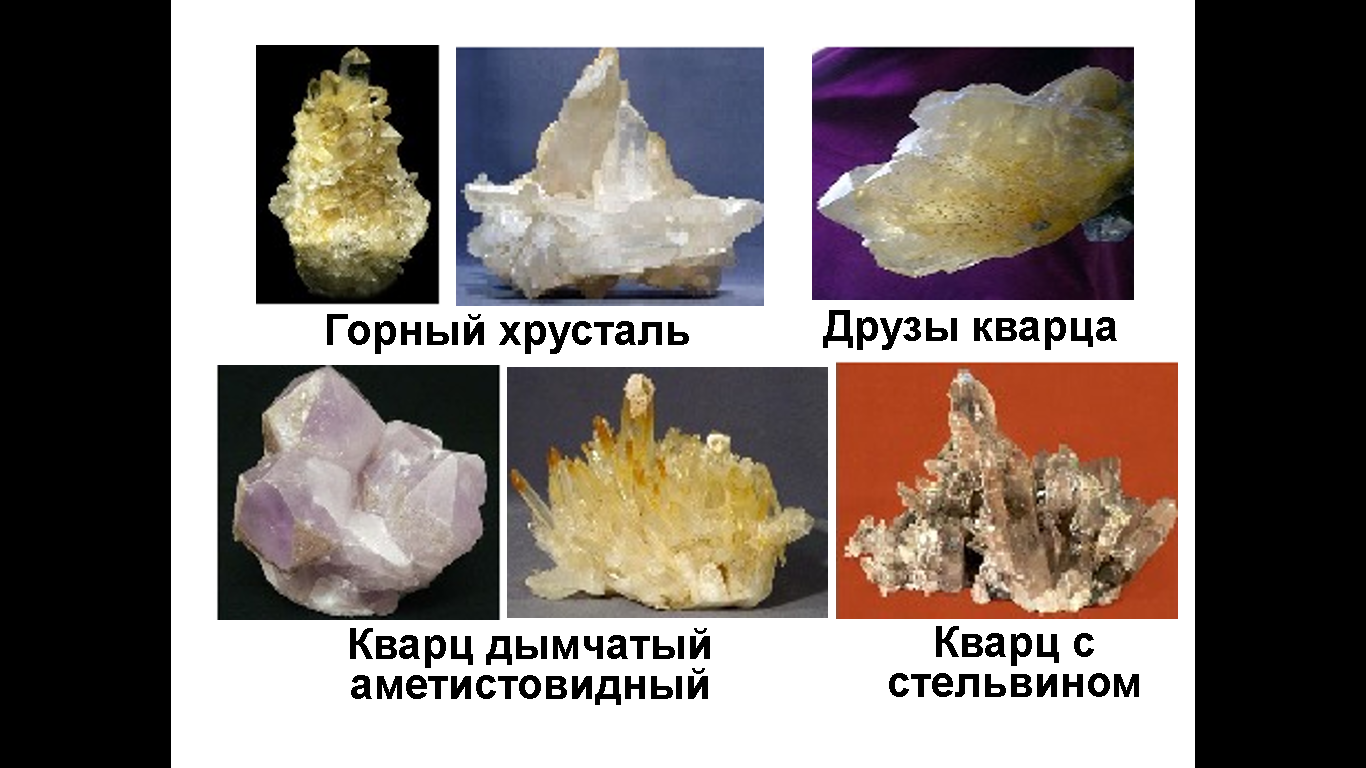 Горный хрусталь
Друзы кварца
Кварц дымчатый
аметистовидный
Кварц с
стельвином